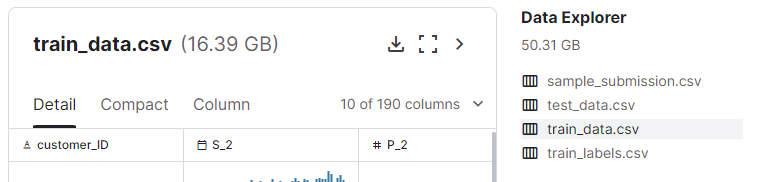 train_data.csv (16.39 GB)
Detail Compact Column 10 of 190 columns
customer_ID S_2 # P_2
Data Explorer
50.31 GB
sample_submission.csv
test_data.csv
train_data.csv
train_labels.csv